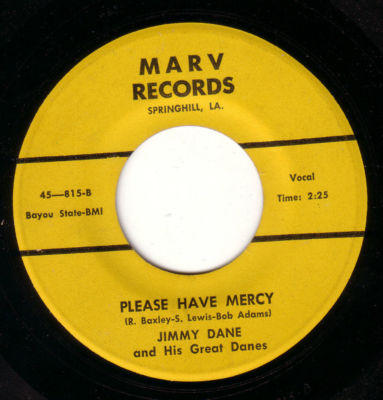 MARV
RECORDS
SPRINGHILL, LA.
45—815-B
Bayou State-BMI
Vocal
Time: 2:25
PLEASE HAVE MERCY
(R. Baxley-S. Lewis-Bob Adams)
JIMMY DANE
and His Great Danes